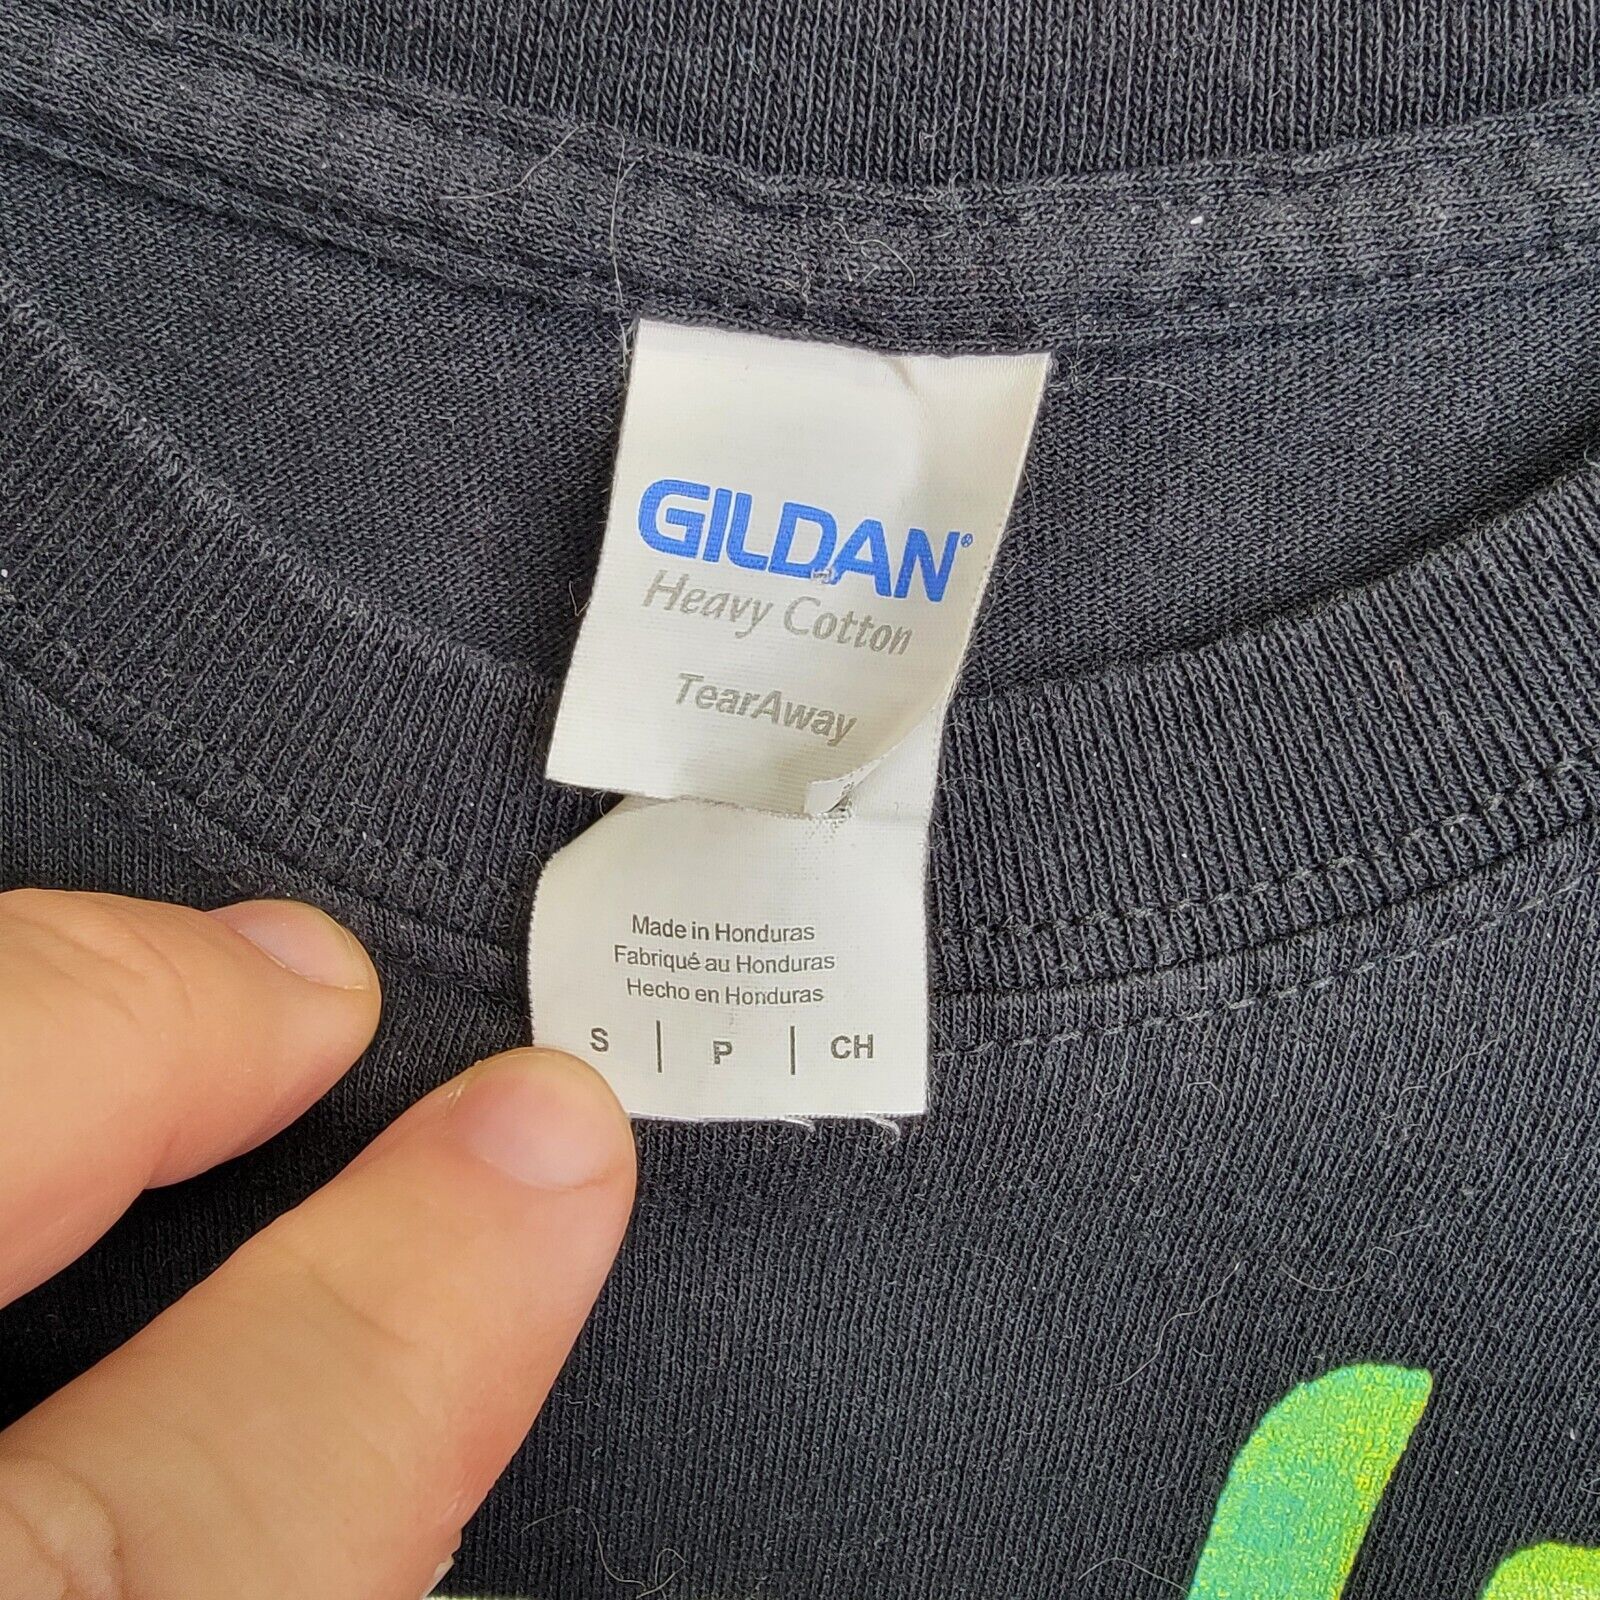 GILDAN®
Heavy Cotton
TearAway
Made in Honduras
Fabriqué au Honduras
Hecho en Honduras
S | P | CH